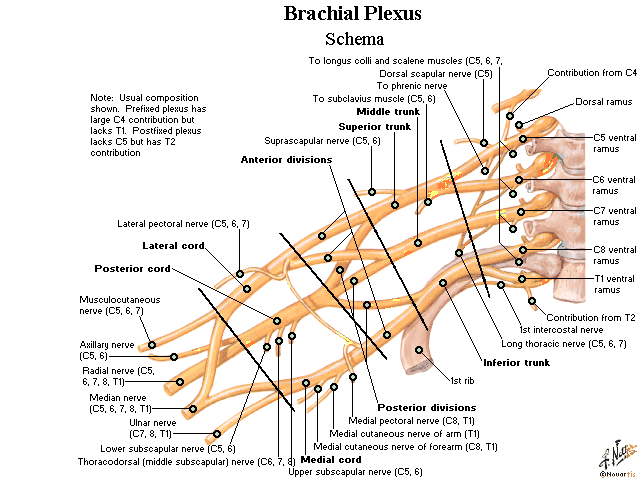 Brachial Plexus
Schema
To longus colli and scalene muscles (C5, 6, 7,
Dorsal scapular nerve (C5)
Contribution from C4
To phrenic nerve
Note: Usual composition
shown. Prefixed plexus has
large C4 contribution but
lacks T1. Postfixed plexus
lacks C5 but has T2
contribution
To subclavius muscle (C5, 6)
Dorsal ramus
Middle trunk
Superior trunk
Suprascapular nerve (C5, 6)
C5 ventral
ramus
Anterior divisions
C6 ventral
ramus
C7 ventral
ramus
Lateral pectoral nerve (C5, 6, 7)
Lateral cord
C8 ventral
ramus
Posterior cord
T1 ventral
ramus
Musculocutaneous
nerve (C5, 6, 7)
Contribution from T2
1st intercostal nerve
Long thoracic nerve (C5, 6, 7)
Axillary nerve
(C5, 6)
Inferior trunk
Radial nerve (C5,
6, 7, 8, T1)
1st rib
Median nerve
(C5, 6, 7, 8, T1)
Posterior divisions
Ulnar nerve
(C7, 8, T1)
Medial pectoral nerve (C8, T1)
Medial cutaneous nerve of arm (T1)
Lower subscapular nerve (C5, 6)
Medial cutaneous nerve of forearm (C8, T1)
Thoracodorsal (middle subscapular) nerve (C6, 7, 8)
Medial cord
Upper subscapular nerve (C5, 6)
©Novartis